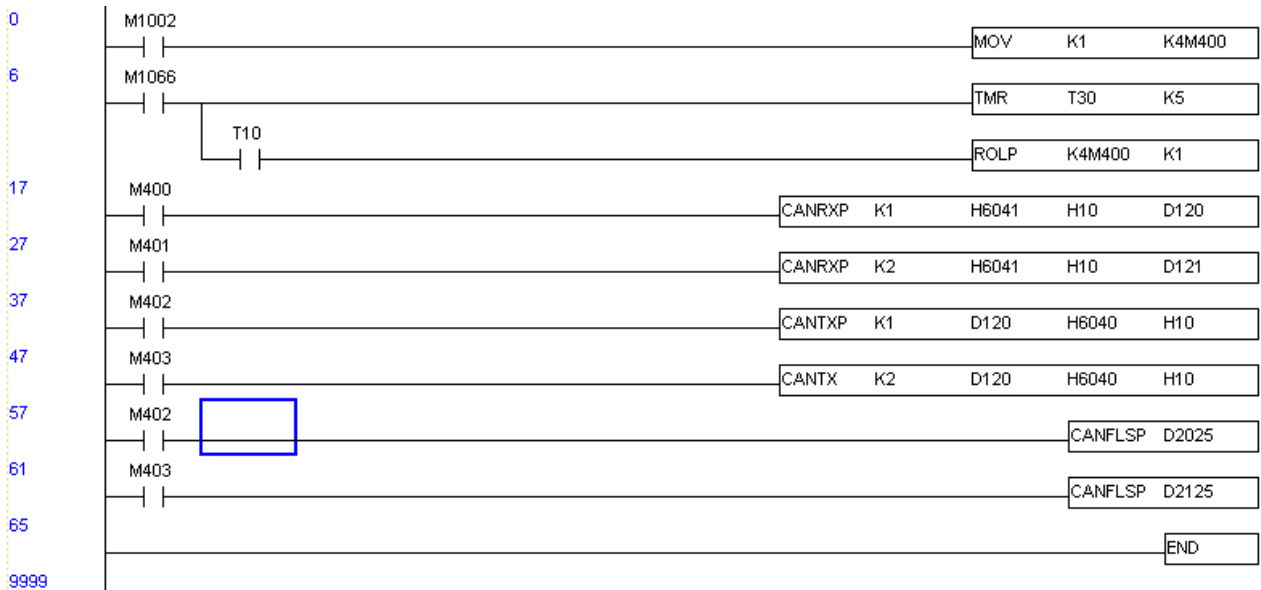 0
M1002
MOV K1 K4M400
6
M1066
TMR T30 K5
T10
ROLP K4M400 K1
17
M400
CANRXP K1 H6041 H10 D120
27
M401
CANRXP K2 H6041 H10 D121
37
M402
CANTXP K1 D120 H6040 H10
47
M403
CANTX K2 D120 H6040 H10
57
M402
CANFLSP D2025
61
M403
CANFLSP D2125
65
END
9999